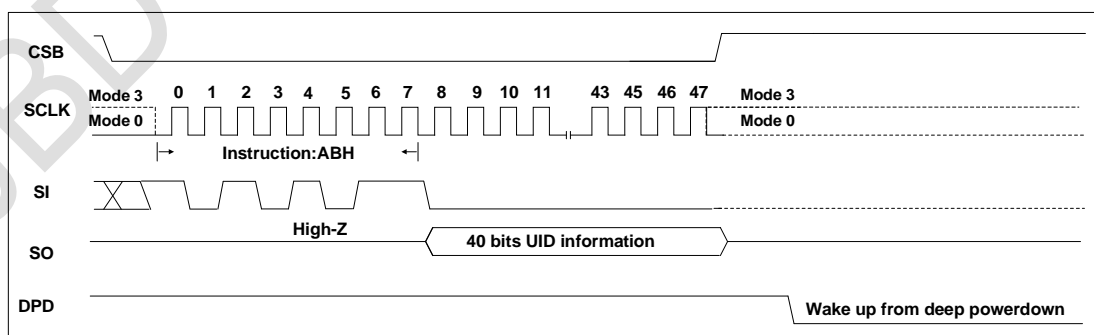 CSB
0 1 2 3 4 5 6 7 8 9 10 11 43 45 46 47
Mode 3 Mode 3
SCLK
Mode 0 Mode 0
Instruction:ABH
SI
High-Z
40 bits UID information
SO
DPD Wake up from deep powerdown